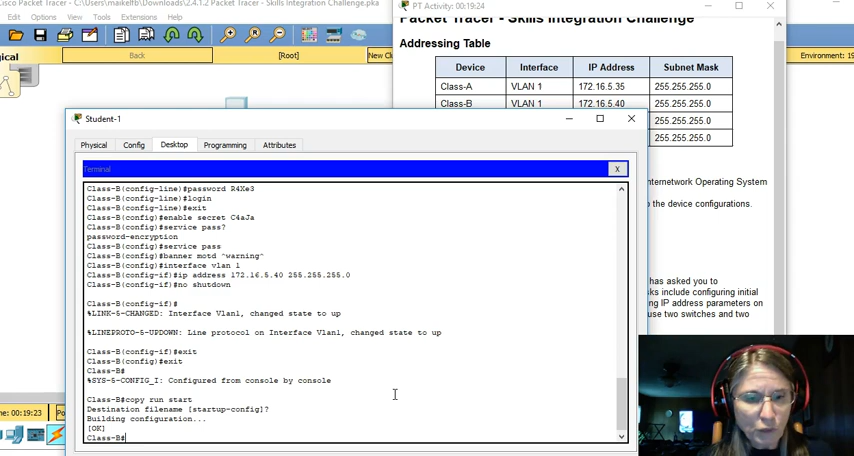 Cisco Packet Tracer - C:\Users\maikelfb\Downloads\2.4.1.2 Packet Tracer - Skills Integration Challenge.pka
Edit Options View Tools Extensions Help
Back
[Root]
New Cl
Environment: 19
PT Activity: 00:19:24
Packet Tracer - Skills Integration Challenge
Addressing Table
Device Interface IP Address Subnet Mask
Class-A VLAN 1 172.16.5.35 255.255.255.0
Class-B VLAN 1 172.16.5.40 255.255.255.0
255.255.255.0
255.255.255.0
nternetwork Operating System
o the device configurations.
has asked you to
sks include configuring initial
ng IP address parameters on
use two switches and two
Student-1
Physical Config Desktop Programming Attributes
Terminal
X
Class-B(config-line)#password R4Xe3
Class-B(config-line)#login
Class-B(config-line)#exit
Class-B(config)#enable secret C4aJa
Class-B(config)#service pass?
password-encryption
Class-B(config)#service pass
Class-B(config)#banner motd ^warning^
Class-B(config)#interface vlan 1
Class-B(config-if)#ip address 172.16.5.40 255.255.255.0
Class-B(config-if)#no shutdown
Class-B(config-if)#
%LINK-5-CHANGED: Interface Vlan1, changed state to up
%LINEPROTO-5-UPDOWN: Line protocol on Interface Vlan1, changed state to up
Class-B(config-if)#exit
Class-B(config)#exit
Class-B#
%SYS-5-CONFIG_I: Configured from console by console
Class-B#copy run start
Destination filename [startup-config]?
Building configuration...
[OK]
Class-B#
me: 00:19:23